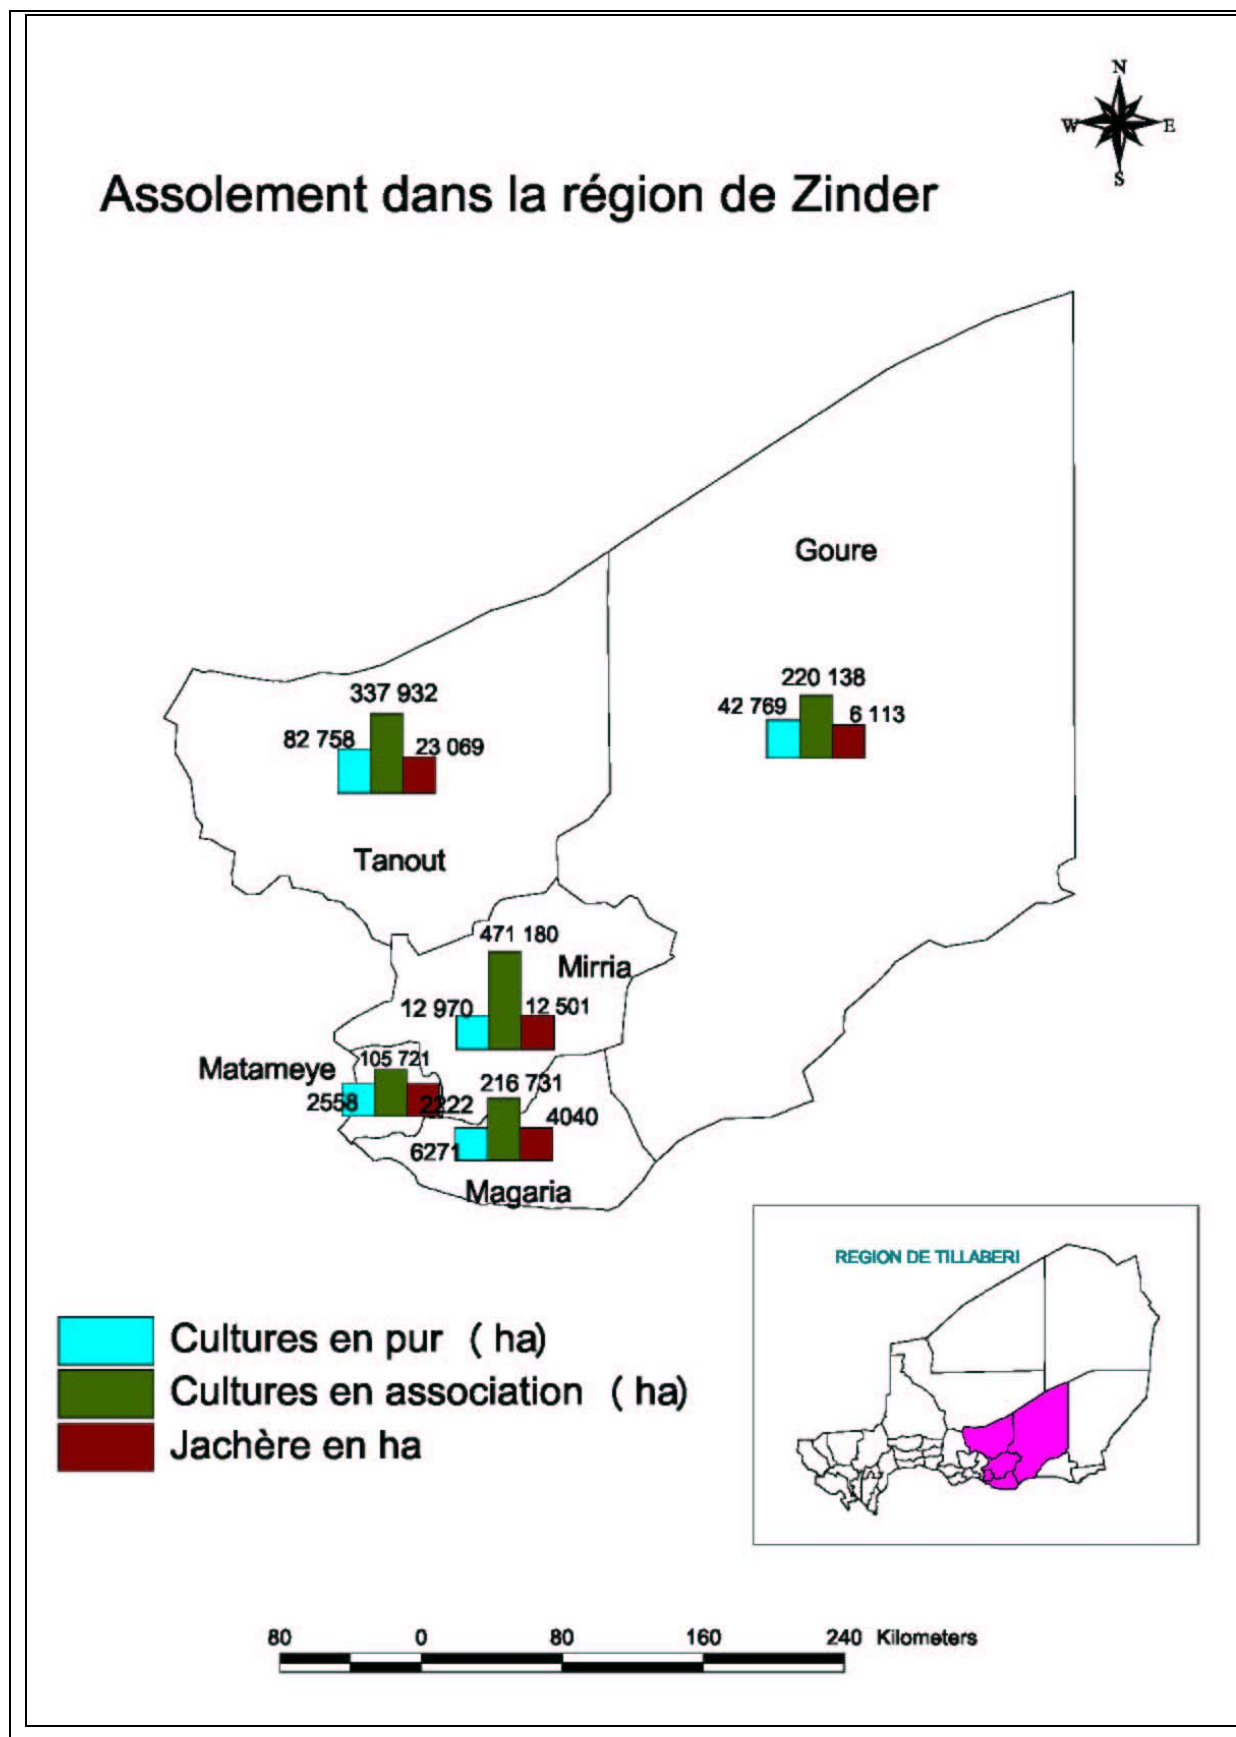 N
W E
S
Assolement dans la région de Zinder
Goure
220 138
42 769
6 113
337 932
82 758
23 069
Tanout
471 180
Mirria
12 970
12 501
Matameye
105 721
2558
2222
216 731
4040
6271
Magaria
REGION DE TILLABERI
Cultures en pur ( ha)
Cultures en association ( ha)
Jachère en ha
80 0 80 160 240 Kilometers